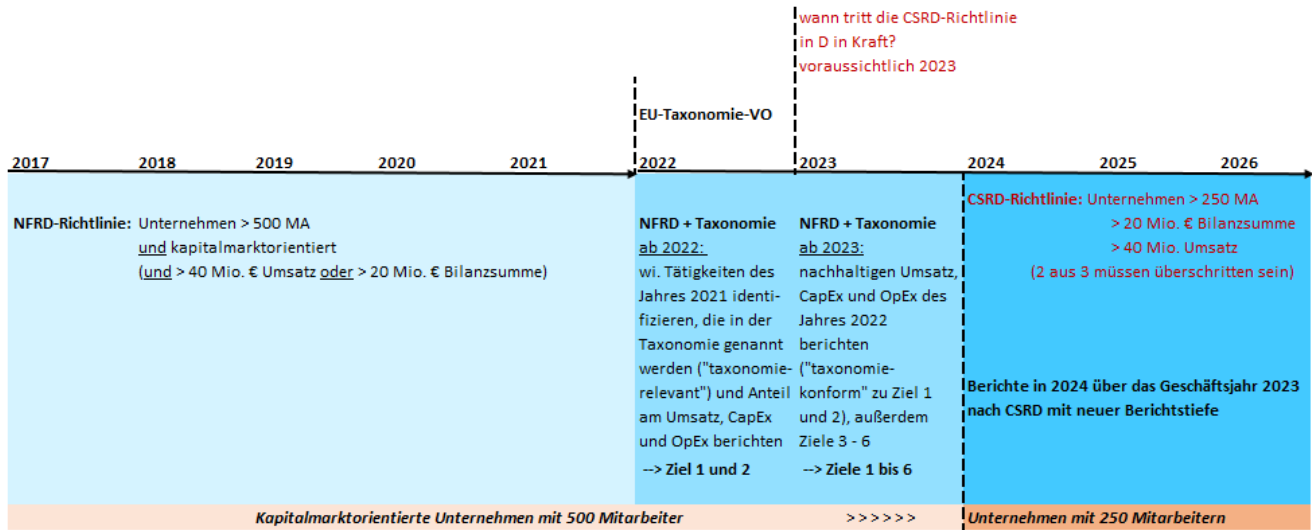 wann tritt die CSRD-Richtlinie
in D in Kraft?
voraussichtlich 2023
EU-Taxonomie-VO
2017 2018 2019 2020 2021 2022 2023 2024 2025 2026
NFRD-Richtlinie: Unternehmen > 500 MA
und kapitalmarktorientiert
(und > 40 Mio. € Umsatz oder > 20 Mio. € Bilanzsumme)
NFRD + Taxonomie
ab 2022:
wi. Tätigkeiten des
Jahres 2021 identi-
fizieren, die in der
Taxonomie genannt
werden ("taxonomie-
relevant") und Anteil
am Umsatz, CapEx
und OpEx berichten
--> Ziel 1 und 2
NFRD + Taxonomie
ab 2023:
nachhaltigen Umsatz,
CapEx und OpEx des
Jahres 2022
berichten
("taxonomie-
konform" zu Ziel 1
und 2), außerdem
Ziele 3 - 6
--> Ziele 1 bis 6
CSRD-Richtlinie: Unternehmen > 250 MA
> 20 Mio. € Bilanzsumme
> 40 Mio. Umsatz
(2 aus 3 müssen überschritten sein)
Berichte in 2024 über das Geschäftsjahr 2023
nach CSRD mit neuer Berichtstiefe
Kapitalmarktorientierte Unternehmen mit 500 Mitarbeiter > > > > > > Unternehmen mit 250 Mitarbeitern